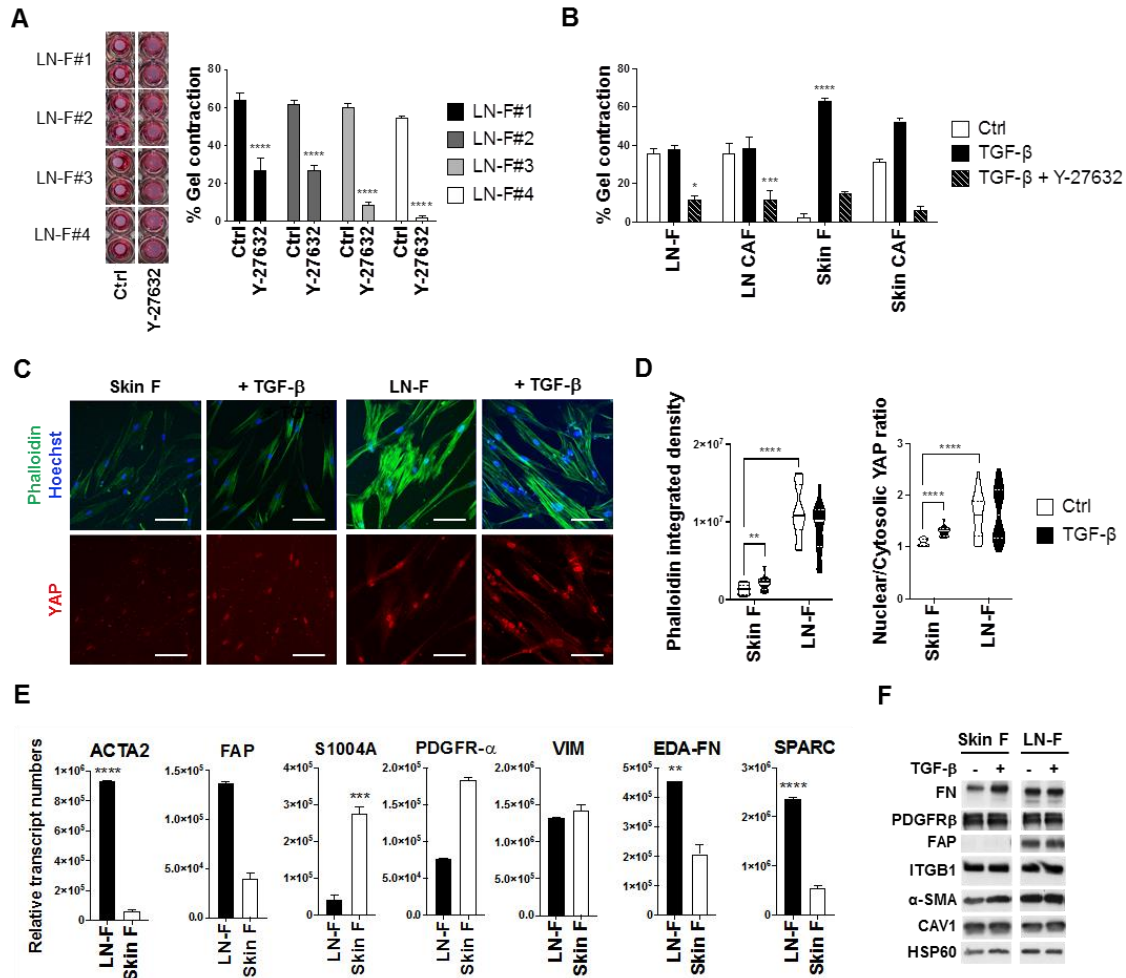 A
LN-F#1
LN-F#2
LN-F#3
LN-F#4
Ctrl
Y-27632
% Gel contraction
80
60
40
20
0
****
****
****
****
Ctrl
Y-27632
Ctrl
Y-27632
Ctrl
Y-27632
Ctrl
Y-27632
LN-F#1
LN-F#2
LN-F#3
LN-F#4
B
% Gel contraction
80
60
40
20
0
*
***
****
LN-F
LN CAF
Skin F
Skin CAF
Ctrl
TGF-β
TGF-β + Y-27632
C
Skin F
+ TGF-β
LN-F
+ TGF-β
Phalloidin
Hoechst
YAP
D
Phalloidin integrated density
2×10⁷
1×10⁷
0
**
****
Skin F
LN-F
Nuclear/Cytosolic YAP ratio
3
2
1
0
****
****
Skin F
LN-F
Ctrl
TGF-β
E
Relative transcript numbers
ACTA2
1×10⁶
8×10⁵
6×10⁵
4×10⁵
2×10⁵
0
****
LN-F
Skin F
FAP
1.5×10⁵
1.0×10⁵
5.0×10⁴
0.0
LN-F
Skin F
S1004A
4×10⁵
3×10⁵
2×10⁵
1×10⁵
0
***
LN-F
Skin F
PDGFR-α
2.0×10⁵
1.5×10⁵
1.0×10⁵
5.0×10⁴
0.0
LN-F
Skin F
VIM
2.0×10⁶
1.5×10⁶
1.0×10⁶
5.0×10⁵
0.0
LN-F
Skin F
EDA-FN
5×10⁵
4×10⁵
3×10⁵
2×10⁵
1×10⁵
0
**
LN-F
Skin F
SPARC
3×10⁶
2×10⁶
1×10⁶
0
****
LN-F
Skin F
F
Skin F
LN-F
TGF-β - + - +
FN
PDGFRβ
FAP
ITGB1
α-SMA
CAV1
HSP60